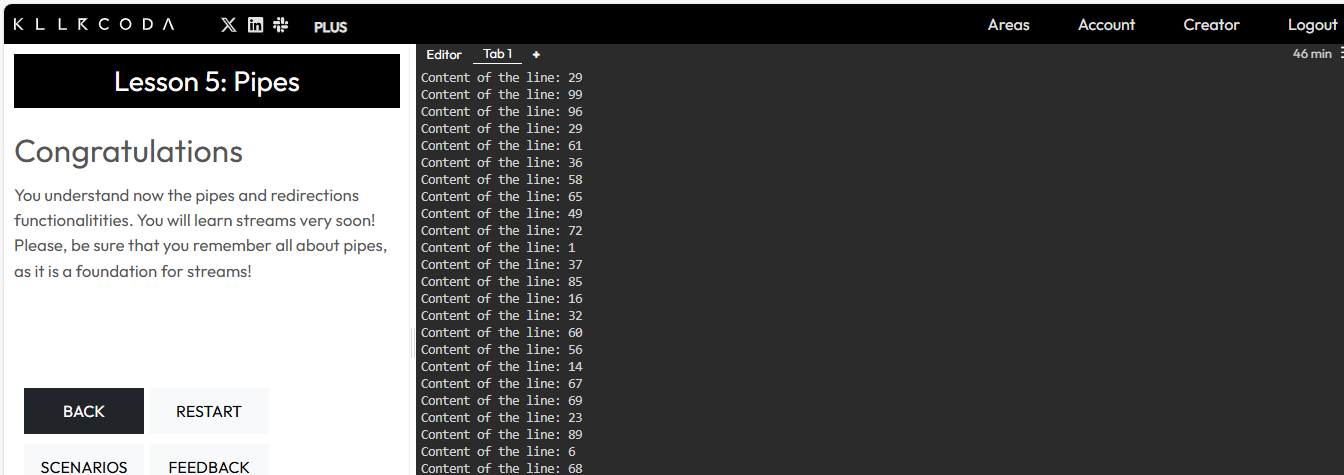 KLLRCODA
PLUS
Areas
Account
Creator
Logout
Lesson 5: Pipes
Congratulations
You understand now the pipes and redirections
functionalitities. You will learn streams very soon!
Please, be sure that you remember all about pipes,
as it is a foundation for streams!
BACK
RESTART
SCENARIOS
FEEDBACK
Editor
Tab 1
+
46 min
Content of the line: 29
Content of the line: 99
Content of the line: 96
Content of the line: 29
Content of the line: 61
Content of the line: 36
Content of the line: 58
Content of the line: 65
Content of the line: 49
Content of the line: 72
Content of the line: 1
Content of the line: 37
Content of the line: 85
Content of the line: 16
Content of the line: 32
Content of the line: 60
Content of the line: 56
Content of the line: 14
Content of the line: 67
Content of the line: 69
Content of the line: 23
Content of the line: 89
Content of the line: 6
Content of the line: 68